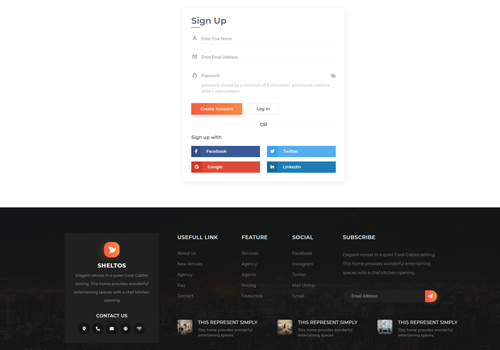 Sign Up
Enter Your Name
Enter Email Address
Password
password should be a minimum of 8 characters and should contains
letters and numbers
Create Account
Log In
OR
Sign up with
Facebook
Twitter
Google
LinkedIn
SHELTOS
Elegant retreat in a quiet Coral Gables
setting. This home provides wonderful
entertaining spaces with a chef kitchen
opening.
CONTACT US
USEFULL LINK
About us
New Arrivals
Agency
Faq
Contact
FEATURE
Services
Agency
Agents
Pricing
Favourites
SOCIAL
Facebook
Instagram
Twitter
Mail chimp
Gmail
SUBSCRIBE
Elegant retreat in a quiet Coral Gables setting.
This home provides wonderful entertaining
spaces with a chef kitchen opening.
Email Address
THIS REPRESENT SIMPLY
This home provides wonderful
entertaining spaces
THIS REPRESENT SIMPLY
This home provides wonderful
entertaining spaces
THIS REPRESENT SIMPLY
This home provides wonderful
entertaining spaces